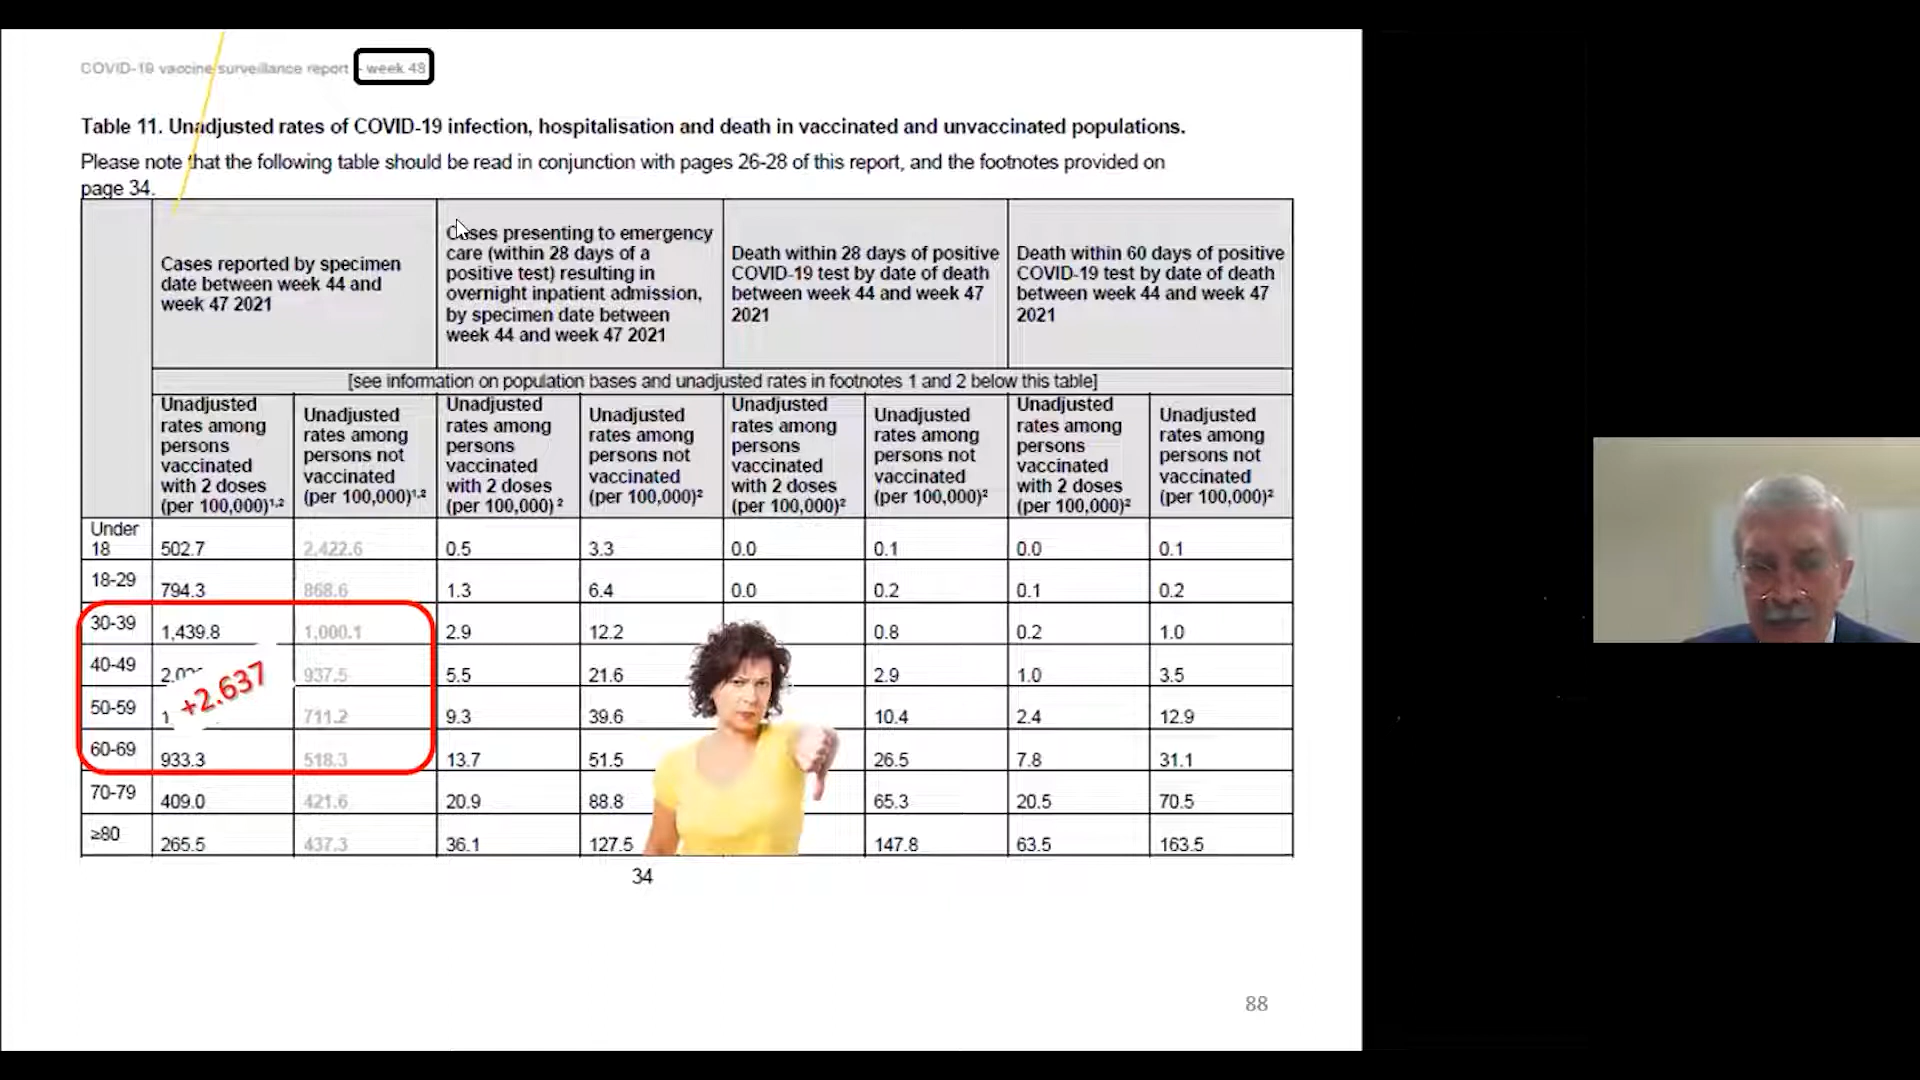 COVID-19 vaccine surveillance report - week 48
Table 11. Unadjusted rates of COVID-19 infection, hospitalisation and death in vaccinated and unvaccinated populations.
Please note that the following table should be read in conjunction with pages 26-28 of this report, and the footnotes provided on
page 34.
Cases reported by specimen
date between week 44 and
week 47 2021
Cases presenting to emergency
care (within 28 days of a
positive test) resulting in
overnight inpatient admission,
by specimen date between
week 44 and week 47 2021
Death within 28 days of positive
COVID-19 test by date of death
between week 44 and week 47
2021
Death within 60 days of positive
COVID-19 test by date of death
between week 44 and week 47
2021
[see information on population bases and unadjusted rates in footnotes 1 and 2 below this table]
Unadjusted
rates among
persons
vaccinated
with 2 doses
(per 100,000)¹,²
Unadjusted
rates among
persons not
vaccinated
(per 100,000)¹,²
Unadjusted
rates among
persons
vaccinated
with 2 doses
(per 100,000) ²
Unadjusted
rates among
persons not
vaccinated
(per 100,000)²
Unadjusted
rates among
persons
vaccinated
with 2 doses
(per 100,000)²
Unadjusted
rates among
persons not
vaccinated
(per 100,000)²
Unadjusted
rates among
persons
vaccinated
with 2 doses
(per 100,000)²
Unadjusted
rates among
persons not
vaccinated
(per 100,000)²
Under
18 502.7 2,422.6 0.5 3.3 0.0 0.1 0.0 0.1
18-29 794.3 868.6 1.3 6.4 0.0 0.2 0.1 0.2
30-39 1,439.8 1,000.1 2.9 12.2 0.8 0.2 1.0
40-49 937.5 5.5 21.6 2.9 1.0 3.5
+2.637
50-59 711.2 9.3 39.6 10.4 2.4 12.9
60-69 933.3 518.3 13.7 51.5 26.5 7.8 31.1
70-79 409.0 421.6 20.9 88.8 65.3 20.5 70.5
≥80 265.5 437.3 36.1 127.5 147.8 63.5 163.5
34
88